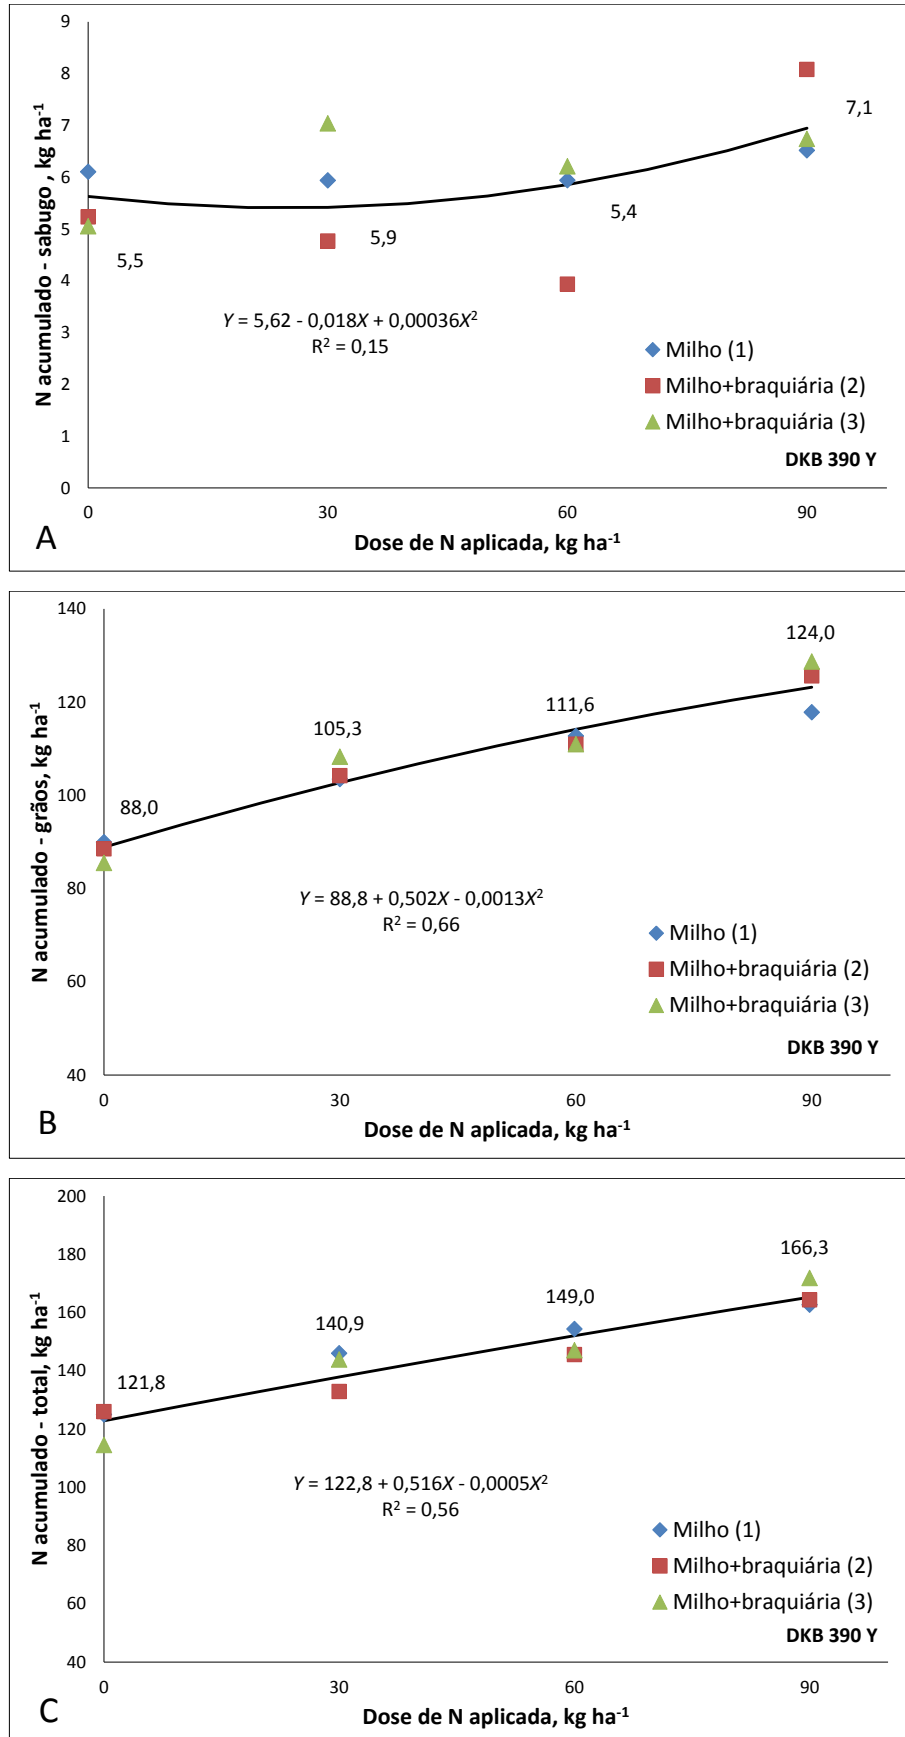 9
8
7
6
5
4
3
2
1
0
N acumulado - sabugo , kg ha⁻¹
7,1
5,4
5,9
5,5
Y = 5,62 - 0,018X + 0,00036X²
R² = 0,15
Milho (1)
Milho+braquiária (2)
Milho+braquiária (3)
DKB 390 Y
0 30 60 90
Dose de N aplicada, kg ha⁻¹
A
140
120
100
80
60
40
N acumulado - grãos, kg ha⁻¹
124,0
111,6
105,3
88,0
Y = 88,8 + 0,502X - 0,0013X²
R² = 0,66
Milho (1)
Milho+braquiária (2)
Milho+braquiária (3)
DKB 390 Y
0 30 60 90
Dose de N aplicada, kg ha⁻¹
B
200
180
160
140
120
100
80
60
40
N acumulado - total, kg ha⁻¹
166,3
149,0
140,9
121,8
Y = 122,8 + 0,516X - 0,0005X²
R² = 0,56
Milho (1)
Milho+braquiária (2)
Milho+braquiária (3)
DKB 390 Y
0 30 60 90
Dose de N aplicada, kg ha⁻¹
C